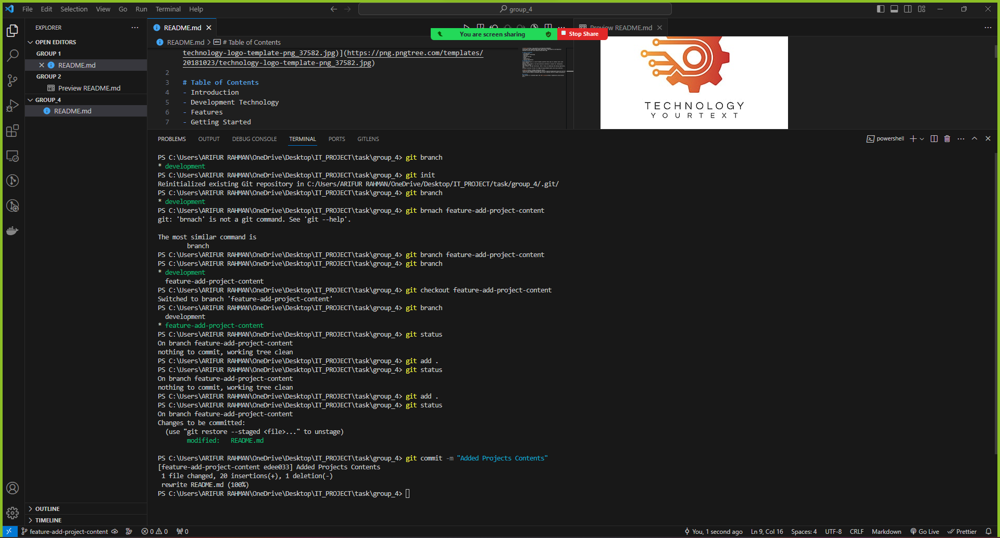 File Edit Selection View Go Run Terminal Help
group_4
EXPLORER
OPEN EDITORS
GROUP 1
README.md
GROUP 2
Preview README.md
GROUP_4
README.md
OUTLINE
TIMELINE
README.md
Preview README.md
You are screen sharing
Stop Share
README.md > # Table of Contents
technology-logo-template-png_37582.jpg)](https://png.pngtree.com/templates/
20181023/technology-logo-template-png_37582.jpg)
2
3 # Table of Contents
4 - Introduction
5 - Development Technology
6 - Features
7 - Getting Started
TECHNOLOGY
YOURTEXT
PROBLEMS OUTPUT DEBUG CONSOLE TERMINAL PORTS GITLENS
powershell
PS C:\Users\ARIFUR RAHMAN\OneDrive\Desktop\IT_PROJECT\task\group_4> git branch
* development
PS C:\Users\ARIFUR RAHMAN\OneDrive\Desktop\IT_PROJECT\task\group_4> git init
Reinitialized existing Git repository in C:/Users/ARIFUR RAHMAN/OneDrive/Desktop/IT_PROJECT/task/group_4/.git/
PS C:\Users\ARIFUR RAHMAN\OneDrive\Desktop\IT_PROJECT\task\group_4> git branch
* development
PS C:\Users\ARIFUR RAHMAN\OneDrive\Desktop\IT_PROJECT\task\group_4> git brnach feature-add-project-content
git: 'brnach' is not a git command. See 'git --help'.
The most similar command is
branch
PS C:\Users\ARIFUR RAHMAN\OneDrive\Desktop\IT_PROJECT\task\group_4> git branch feature-add-project-content
PS C:\Users\ARIFUR RAHMAN\OneDrive\Desktop\IT_PROJECT\task\group_4> git branch
* development
feature-add-project-content
PS C:\Users\ARIFUR RAHMAN\OneDrive\Desktop\IT_PROJECT\task\group_4> git checkout feature-add-project-content
Switched to branch 'feature-add-project-content'
PS C:\Users\ARIFUR RAHMAN\OneDrive\Desktop\IT_PROJECT\task\group_4> git branch
development
* feature-add-project-content
PS C:\Users\ARIFUR RAHMAN\OneDrive\Desktop\IT_PROJECT\task\group_4> git status
On branch feature-add-project-content
nothing to commit, working tree clean
PS C:\Users\ARIFUR RAHMAN\OneDrive\Desktop\IT_PROJECT\task\group_4> git add .
PS C:\Users\ARIFUR RAHMAN\OneDrive\Desktop\IT_PROJECT\task\group_4> git status
On branch feature-add-project-content
nothing to commit, working tree clean
PS C:\Users\ARIFUR RAHMAN\OneDrive\Desktop\IT_PROJECT\task\group_4> git add .
PS C:\Users\ARIFUR RAHMAN\OneDrive\Desktop\IT_PROJECT\task\group_4> git status
On branch feature-add-project-content
Changes to be committed:
(use "git restore --staged <file>..." to unstage)
modified: README.md
PS C:\Users\ARIFUR RAHMAN\OneDrive\Desktop\IT_PROJECT\task\group_4> git commit -m "Added Projects Contents"
[feature-add-project-content edee033] Added Projects Contents
1 file changed, 20 insertions(+), 1 deletion(-)
rewrite README.md (100%)
PS C:\Users\ARIFUR RAHMAN\OneDrive\Desktop\IT_PROJECT\task\group_4>
feature-add-project-content 0 0 0 You, 1 second ago Ln 9, Col 16 Spaces: 4 UTF-8 CRLF Markdown Go Live Prettier